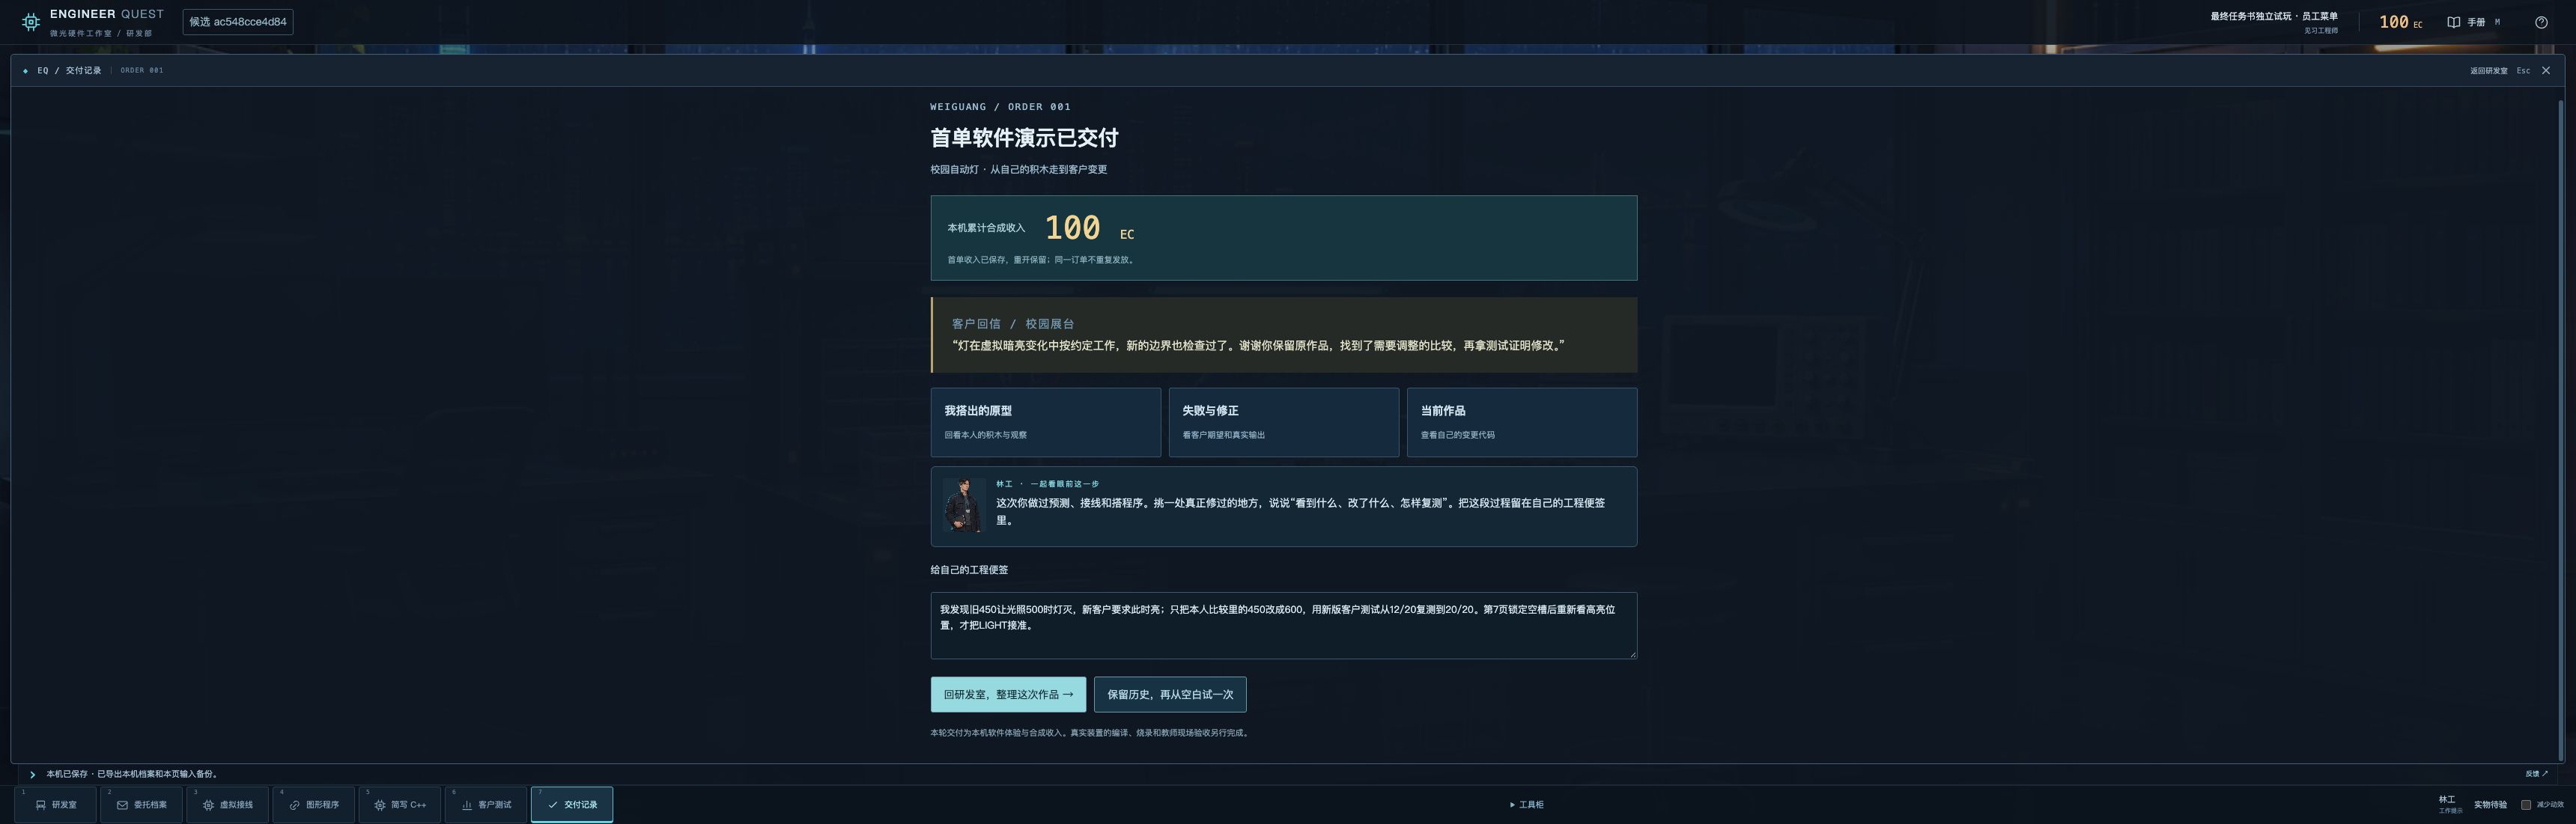 ENGINEER QUEST
微光硬件工作室 / 研发部
候选 ac548cce4d84
最终任务书独立试玩 · 员工菜单
见习工程师
100 EC
手册 M
EQ / 交付记录 | ORDER 001
返回研发室 Esc
WEIGUANG / ORDER 001
首单软件演示已交付
校园自动灯 · 从自己的积木走到客户变更
本机累计合成收入 100 EC
首单收入已保存，重开保留；同一订单不重复发放。
客户回信 / 校园展台
“灯在虚拟暗亮变化中按约定工作，新的边界也检查过了。谢谢你保留原作品，找到了需要调整的比较，再拿测试证明修改。”
我搭出的原型
回看本人的积木与观察
失败与修正
看客户期望和真实输出
当前作品
查看自己的变更代码
林工 · 一起看眼前这一步
这次你做过预测、接线和搭程序。挑一处真正修过的地方，说说“看到什么、改了什么、怎样复测”。把这段过程留在自己的工程便签
里。
给自己的工程便签
我发现旧450让光照500时灯灭，新客户要求此时亮；只把本人比较里的450改成600，用新版客户测试从12/20复测到20/20。第7页锁定空槽后重新看高亮位
置，才把LIGHT接准。
回研发室，整理这次作品 →
保留历史，再从空白试一次
本轮交付为本机软件体验与合成收入。真实装置的编译、烧录和教师现场验收另行完成。
本机已保存 · 已导出本机档案和本页输入备份。
反馈 ↗
1 研发室
2 委托档案
3 虚拟接线
4 图形程序
5 简写 C++
6 客户测试
7 交付记录
工具柜
林工
工作提示
实物待验
减少动效